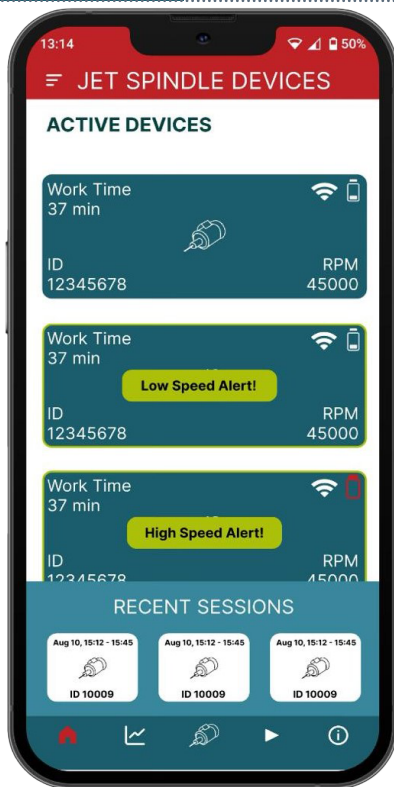 13:14 50%
JET SPINDLE DEVICES
ACTIVE DEVICES
Work Time
37 min
ID RPM
12345678 45000
Work Time
37 min
Low Speed Alert!
ID RPM
12345678 45000
Work Time
37 min
High Speed Alert!
ID RPM
12345678 45000
RECENT SESSIONS
Aug 10, 15:12 - 15:45 Aug 10, 15:12 - 15:45 Aug 10, 15:12 - 15:45
ID 10009 ID 10009 ID 10009